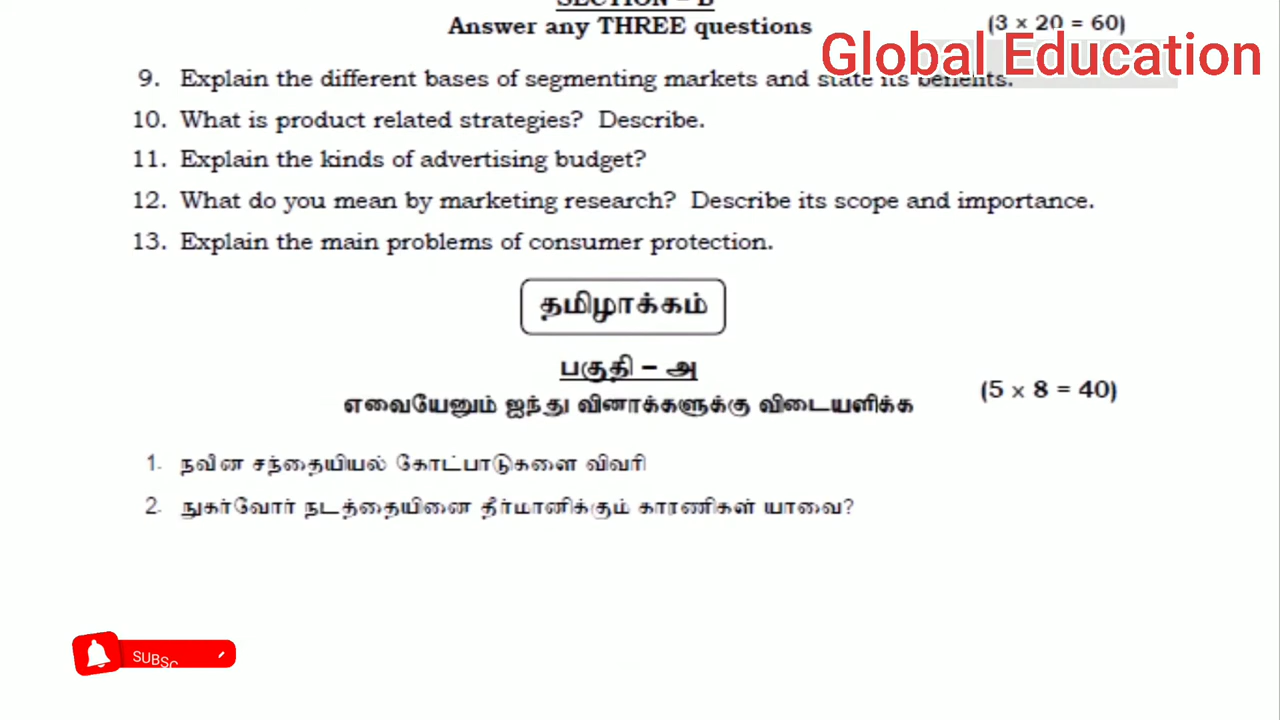 SECTION – B
Answer any THREE questions (3 × 20 = 60)
Global Education
9. Explain the different bases of segmenting markets and state its benefits.
10. What is product related strategies? Describe.
11. Explain the kinds of advertising budget?
12. What do you mean by marketing research? Describe its scope and importance.
13. Explain the main problems of consumer protection.
தமிழாக்கம்
பகுதி – அ
எவையேனும் ஐந்து வினாக்களுக்கு விடையளிக்க (5 × 8 = 40)
1. நவீன சந்தையியல் கோட்பாடுகளை விவரி
2. நுகர்வோர் நடத்தையினை தீர்மானிக்கும் காரணிகள் யாவை?
SUBSC